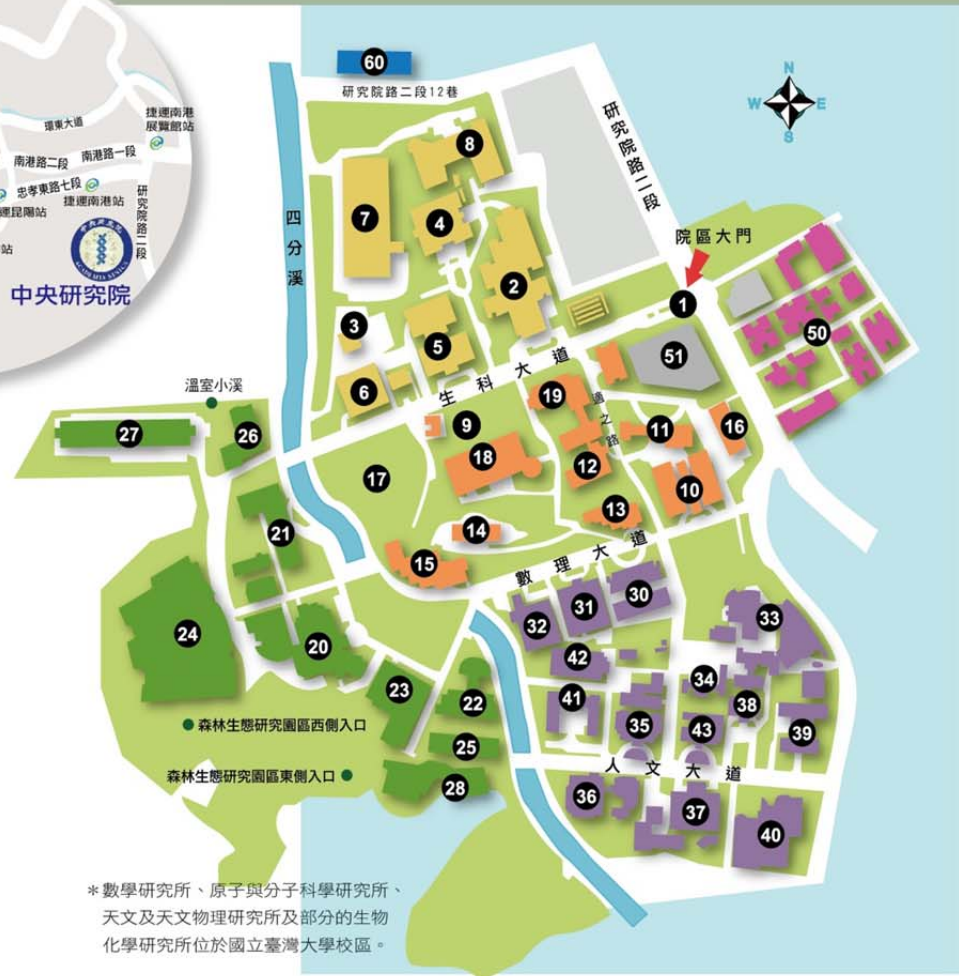 環東大道
捷運南港
展覽館站
南港路二段
南港路一段
忠孝東路七段
運昆陽站
捷運南港站
研究院路二段
站
中央研究院
60
研究院路二段12巷
N
W
E
S
研究院路二段
四分溪
8
7
4
2
院區大門
1
3
5
51
50
6
生科大道
19
適之路
溫室小溪
27
26
9
11
16
18
12
17
10
13
14
21
15
數理大道
24
20
32
31
30
33
42
34
23
22
41
35
43
38
39
森林生態研究園區西側入口
25
人文大道
森林生態研究園區東側入口
28
36
37
40
*數學研究所、原子與分子科學研究所、
天文及天文物理研究所及部分的生物
化學研究所位於國立臺灣大學校區。